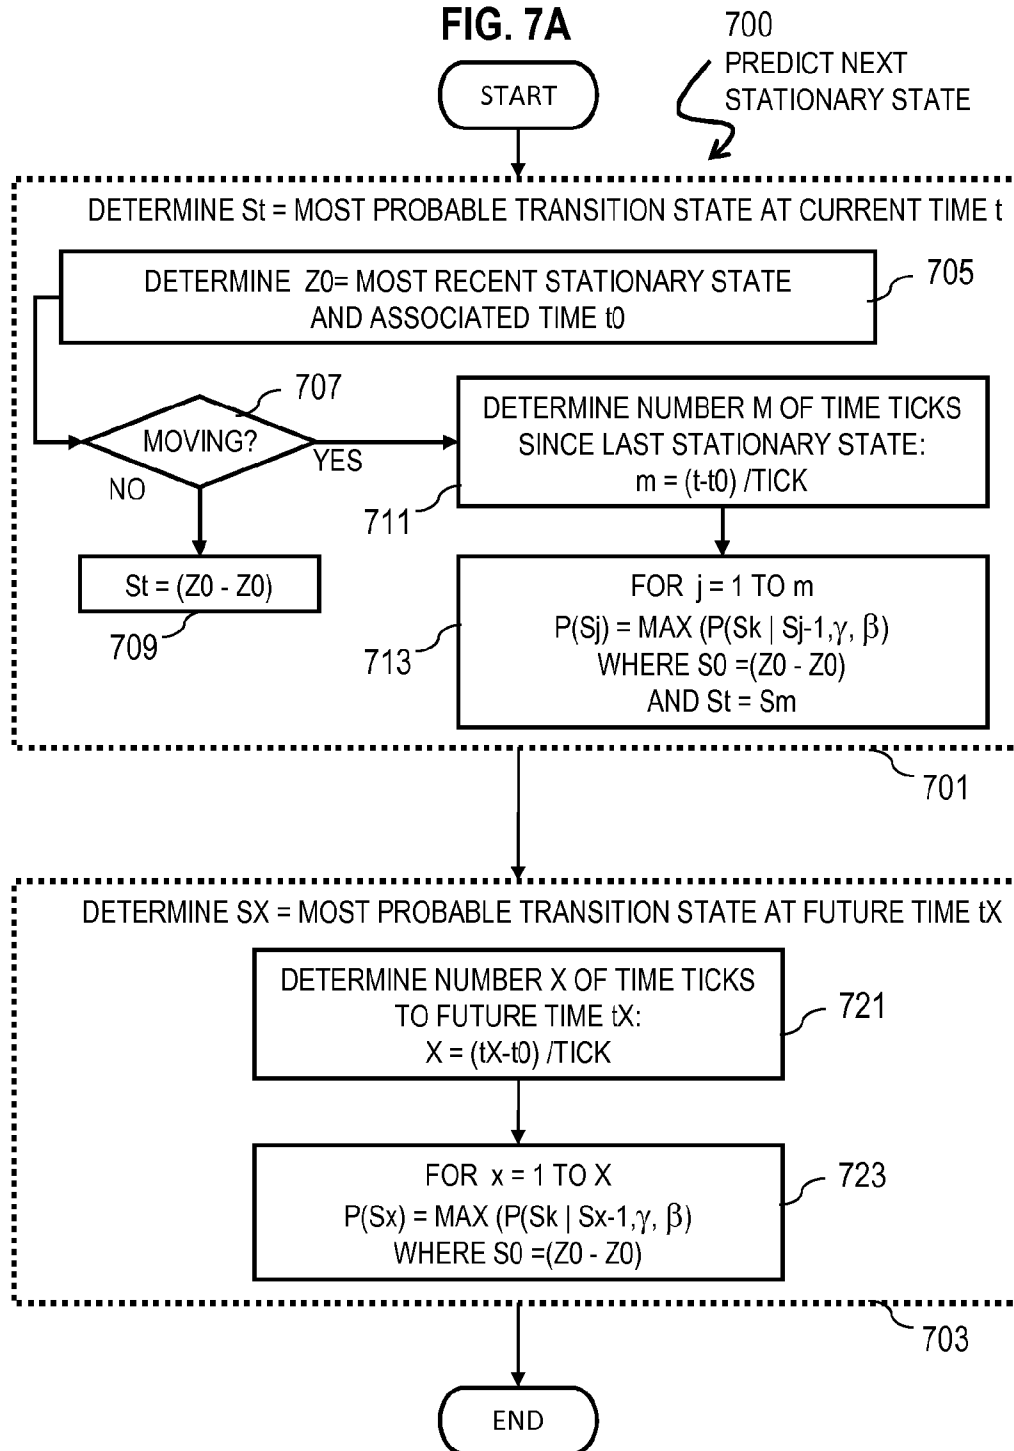 FIG. 7A
700
PREDICT NEXT
STATIONARY STATE
START
DETERMINE St = MOST PROBABLE TRANSITION STATE AT CURRENT TIME t
DETERMINE Z0= MOST RECENT STATIONARY STATE
AND ASSOCIATED TIME t0
705
707
MOVING?
YES
NO
DETERMINE NUMBER M OF TIME TICKS
SINCE LAST STATIONARY STATE:
m = (t-t0) /TICK
711
St = (Z0 - Z0)
709
FOR j = 1 TO m
P(Sj) = MAX (P(Sk | Sj-1,γ, β)
WHERE S0 =(Z0 - Z0)
AND St = Sm
713
701
DETERMINE SX = MOST PROBABLE TRANSITION STATE AT FUTURE TIME tX
DETERMINE NUMBER X OF TIME TICKS
TO FUTURE TIME tX:
X = (tX-t0) /TICK
721
FOR x = 1 TO X
P(Sx) = MAX (P(Sk | Sx-1,γ, β)
WHERE S0 =(Z0 - Z0)
723
703
END